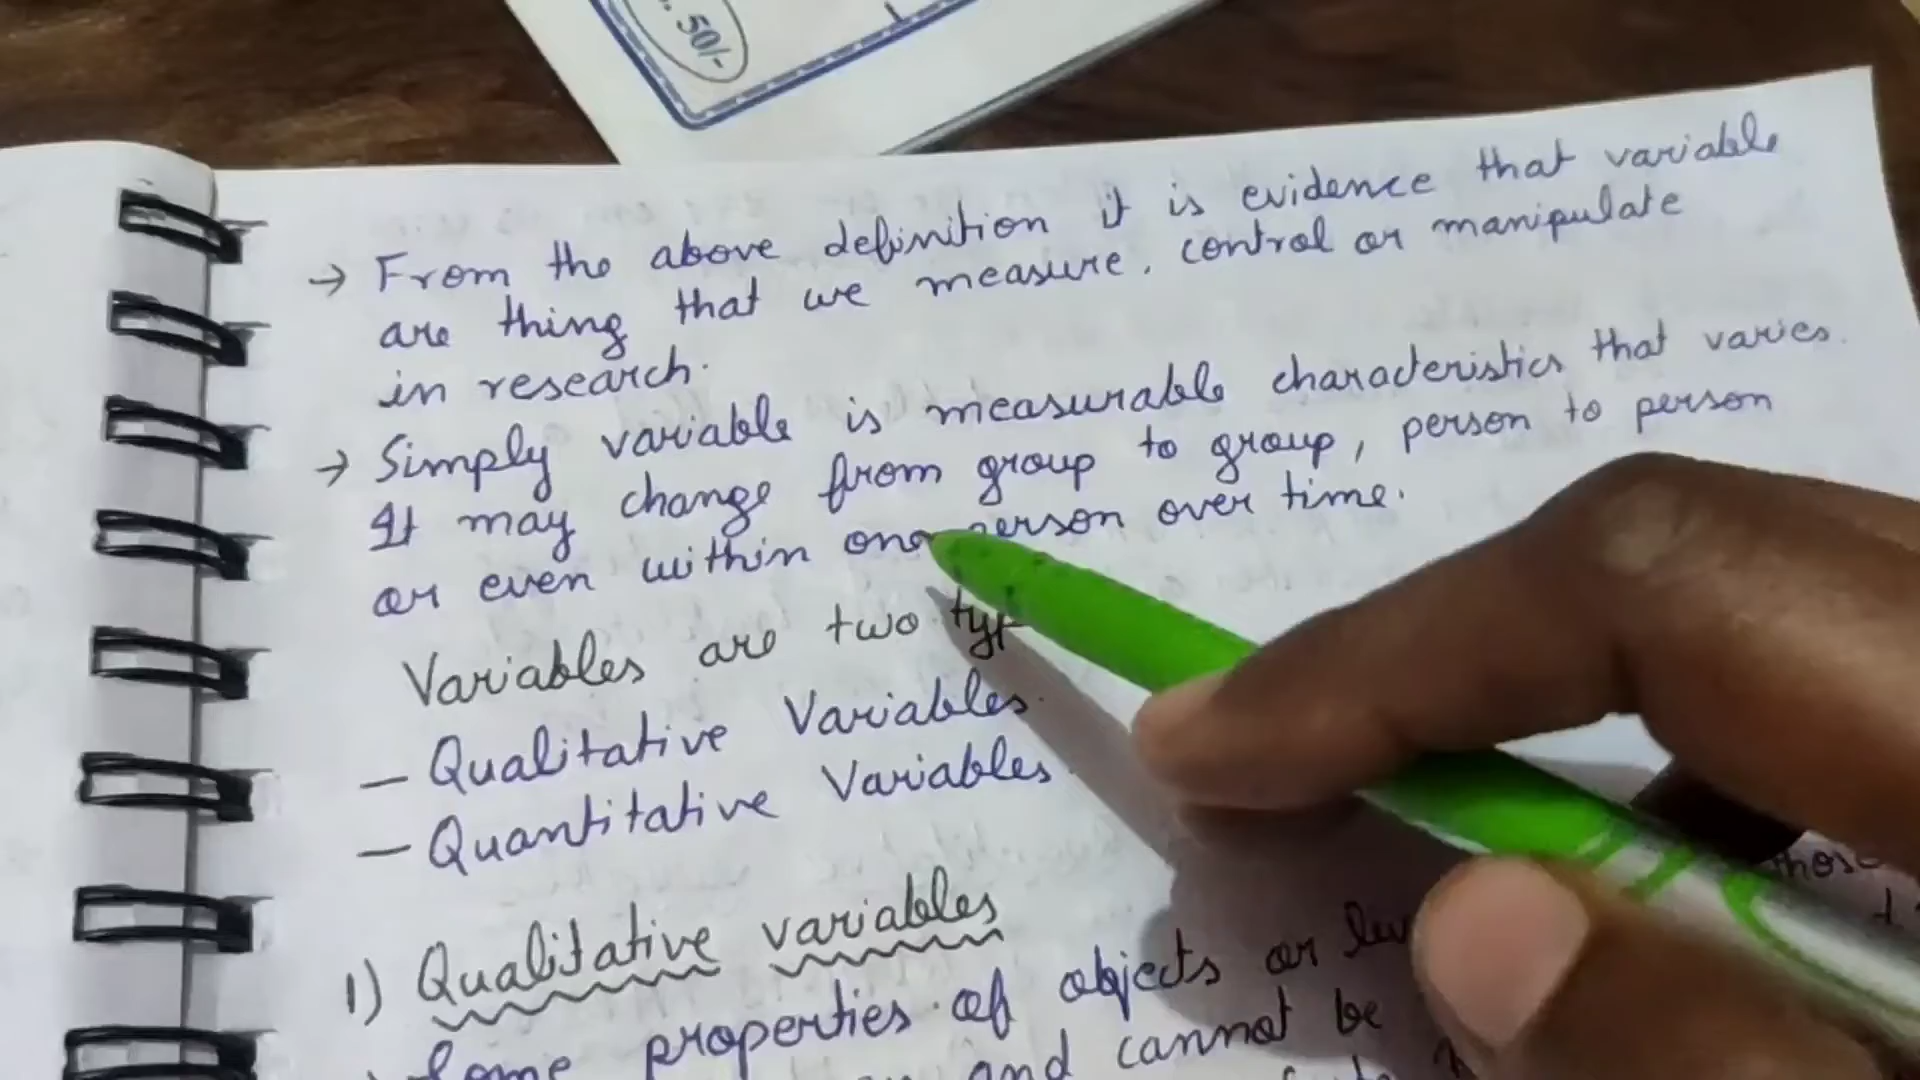 50/-
→ From the above definition it is evidence that variable
are thing that we measure, control or manipulate
in research.
→ Simply variable is measurable characteristics that varies.
It may change from group to group, person to person
or even within one person over time.
Variables are two
— Qualitative Variables.
— Quantitative Variables
1) Qualitative variables
Some properties of objects or
and cannot be